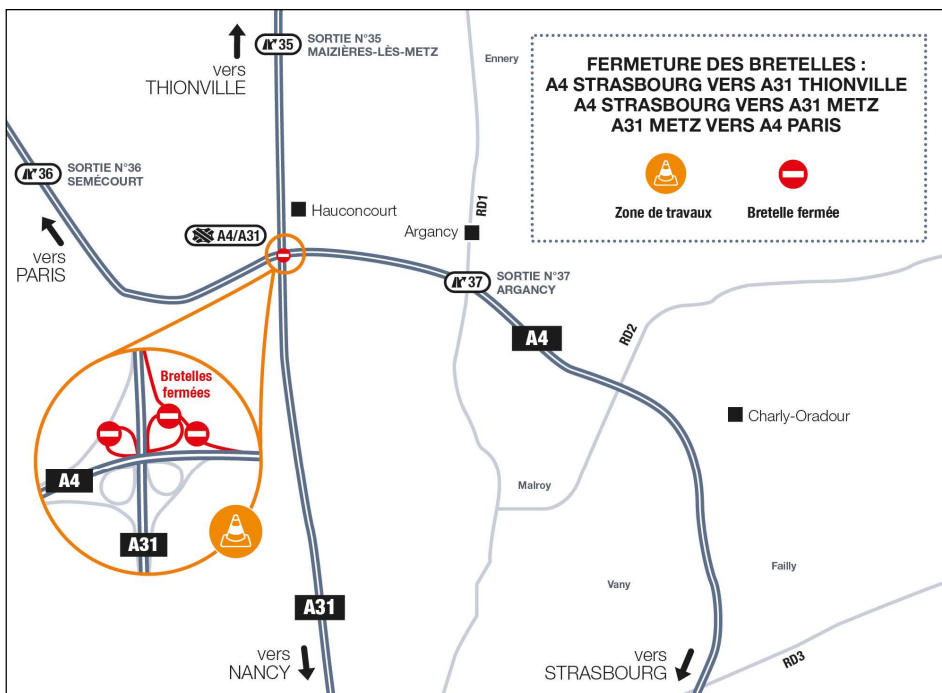 FERMETURE DES BRETELLES :
A4 STRASBOURG VERS A31 THIONVILLE
A4 STRASBOURG VERS A31 METZ
A31 METZ VERS A4 PARIS
Zone de travaux
Bretelle fermée
35
SORTIE N°35
MAIZIÈRES-LÈS-METZ
vers
THIONVILLE
Ennery
36
SORTIE N°36
SEMÉCOURT
vers
PARIS
Hauconcourt
A4/A31
RD1
Argancy
37
SORTIE N°37
ARGANCY
A4
RD2
Charly-Oradour
Bretelles
fermées
A4
A31
Malroy
Vany
Failly
A31
vers
NANCY
vers
STRASBOURG
RD3